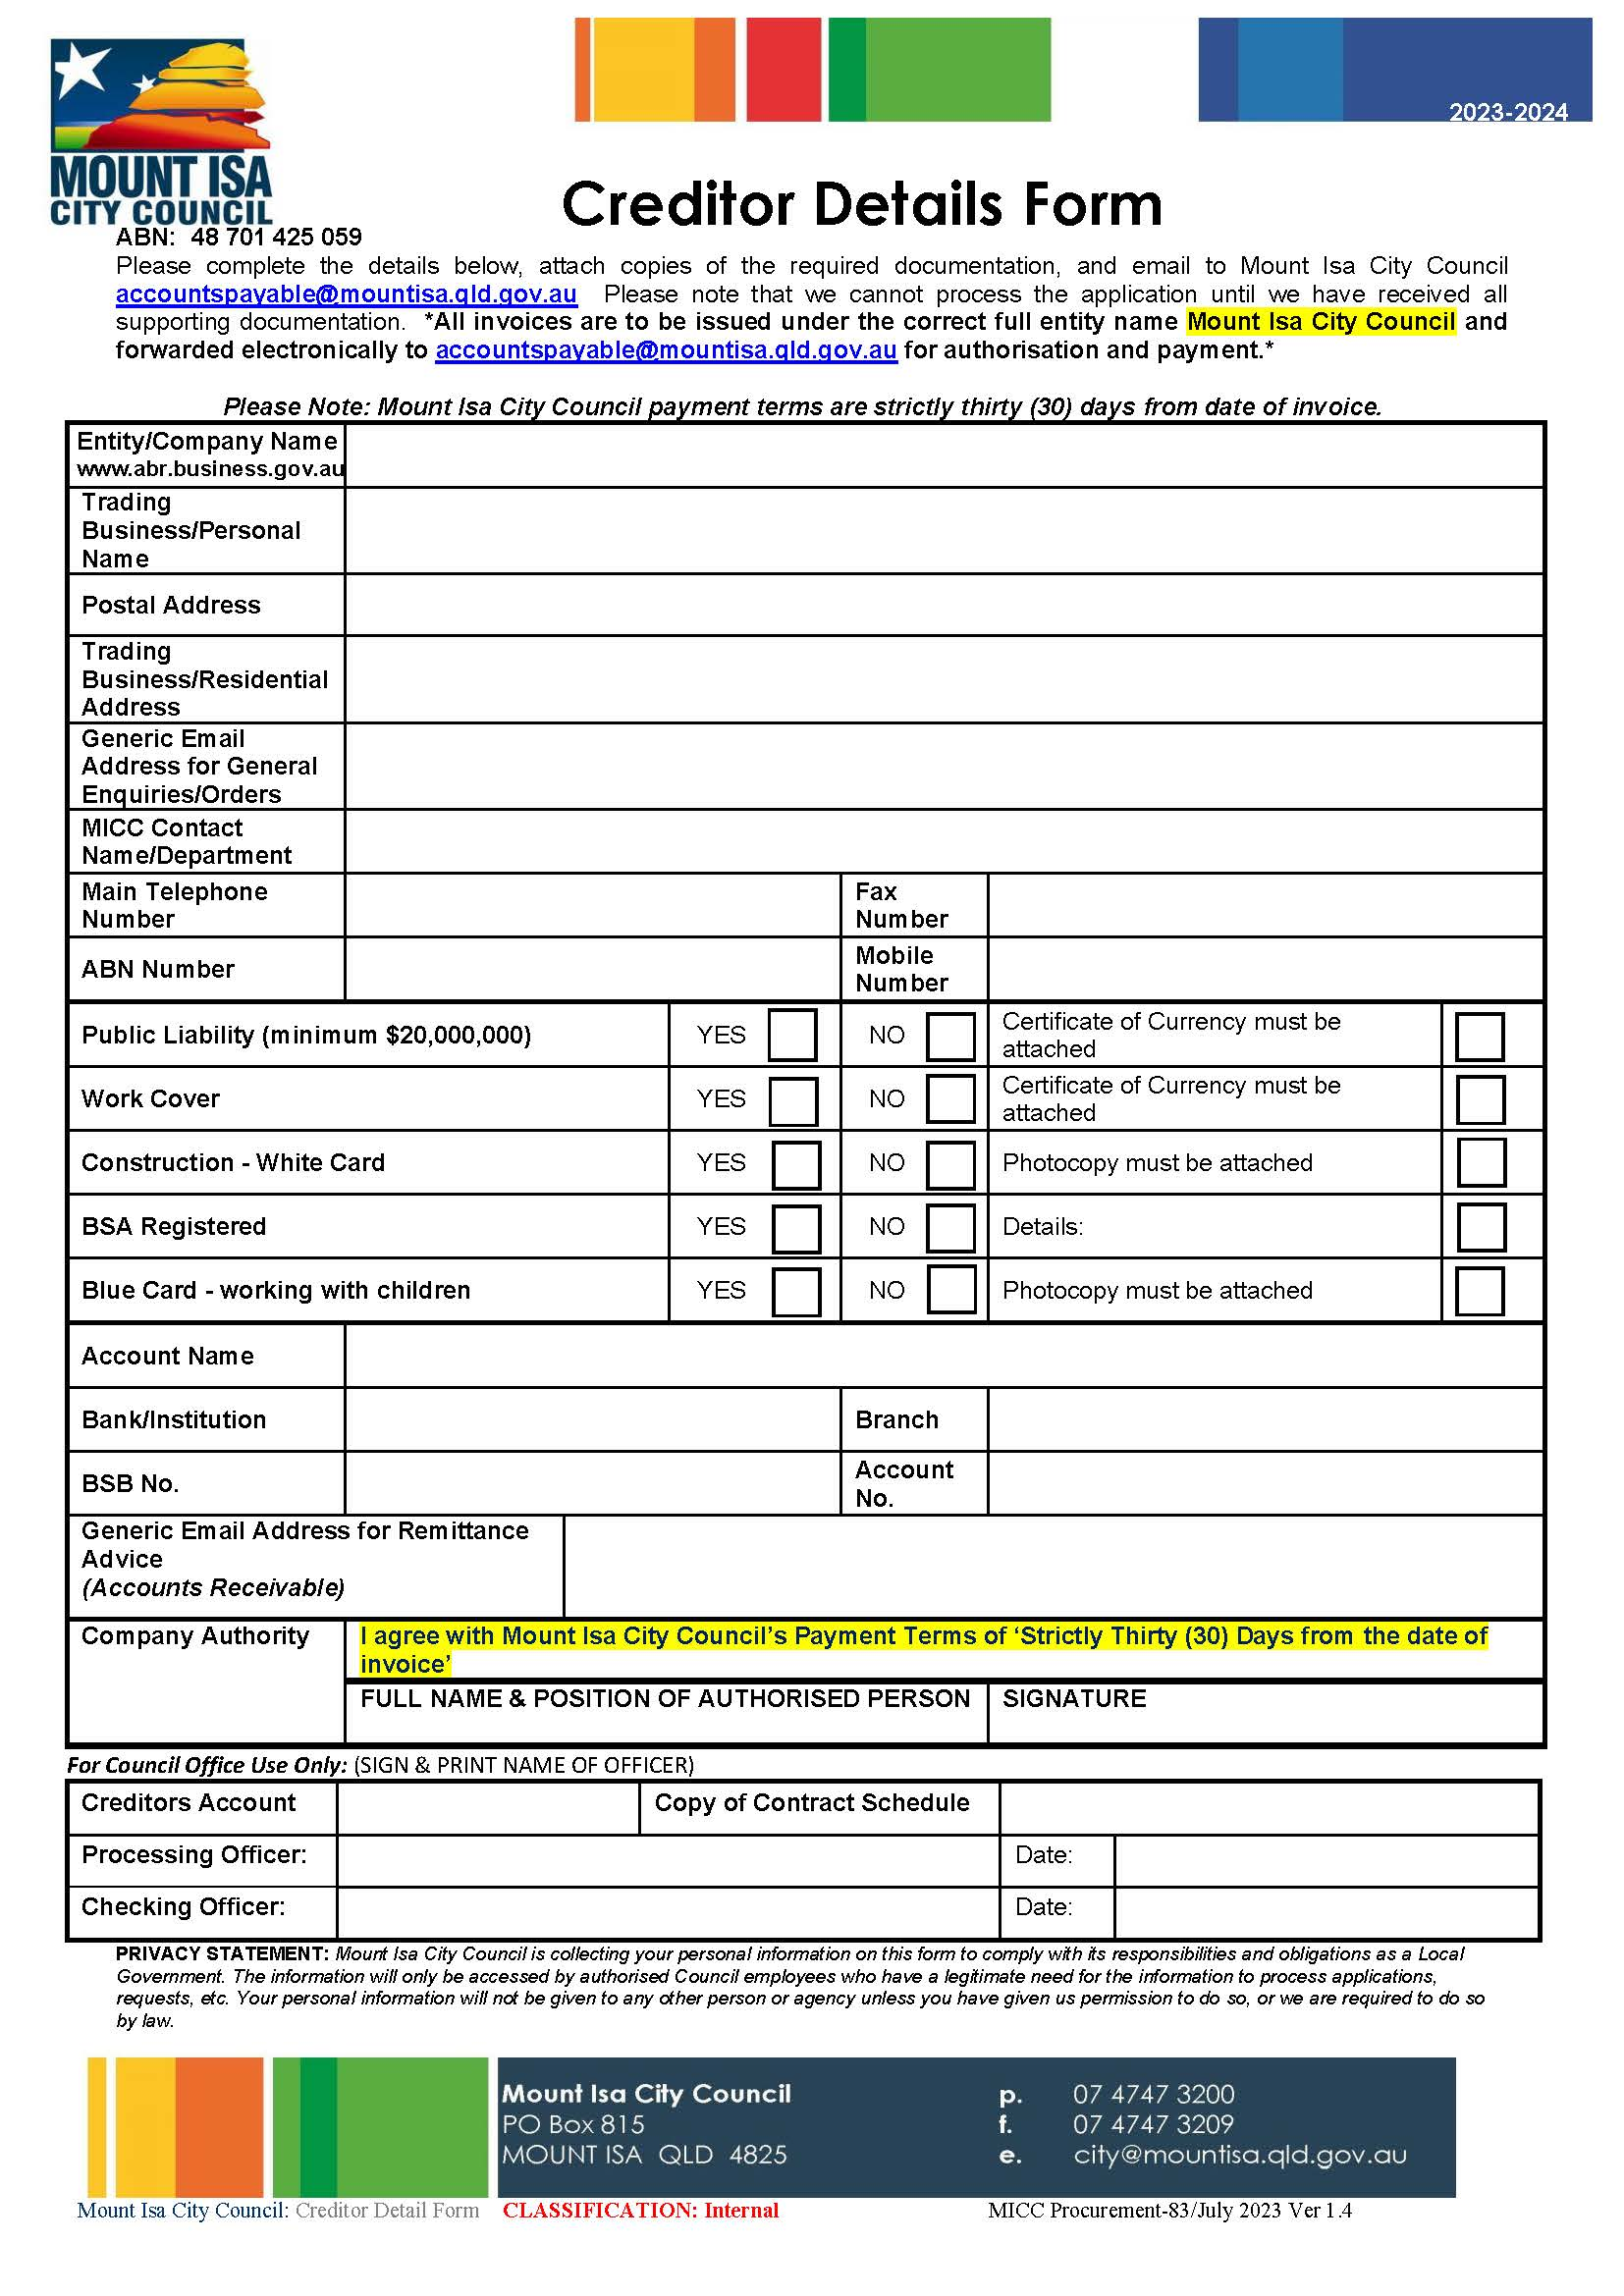 2023-2024
MOUNT ISA
CITY COUNCIL
Creditor Details Form
ABN:  48 701 425 059
Please complete the details below, attach copies of the required documentation, and email to Mount Isa City Council
accountspayable@mountisa.qld.gov.au  Please note that we cannot process the application until we have received all
supporting documentation.  *All invoices are to be issued under the correct full entity name Mount Isa City Council and
forwarded electronically to accountspayable@mountisa.qld.gov.au for authorisation and payment.*
Please Note: Mount Isa City Council payment terms are strictly thirty (30) days from date of invoice.
Entity/Company Name
www.abr.business.gov.au
Trading
Business/Personal
Name
Postal Address
Trading
Business/Residential
Address
Generic Email
Address for General
Enquiries/Orders
MICC Contact
Name/Department
Main Telephone
Number
Fax
Number
ABN Number
Mobile
Number
Public Liability (minimum $20,000,000)
YES
NO
Certificate of Currency must be
attached
Work Cover
YES
NO
Certificate of Currency must be
attached
Construction - White Card
YES
NO
Photocopy must be attached
BSA Registered
YES
NO
Details:
Blue Card - working with children
YES
NO
Photocopy must be attached
Account Name
Bank/Institution
Branch
BSB No.
Account
No.
Generic Email Address for Remittance
Advice
(Accounts Receivable)
Company Authority
I agree with Mount Isa City Council’s Payment Terms of ‘Strictly Thirty (30) Days from the date of
invoice’
FULL NAME & POSITION OF AUTHORISED PERSON
SIGNATURE
For Council Office Use Only: (SIGN & PRINT NAME OF OFFICER)
Creditors Account
Copy of Contract Schedule
Processing Officer:
Date:
Checking Officer:
Date:
PRIVACY STATEMENT: Mount Isa City Council is collecting your personal information on this form to comply with its responsibilities and obligations as a Local
Government. The information will only be accessed by authorised Council employees who have a legitimate need for the information to process applications,
requests, etc. Your personal information will not be given to any other person or agency unless you have given us permission to do so, or we are required to do so
by law.
Mount Isa City Council
PO Box 815
MOUNT ISA  QLD  4825
p. 07 4747 3200
f. 07 4747 3209
e. city@mountisa.qld.gov.au
Mount Isa City Council: Creditor Detail Form
CLASSIFICATION: Internal
MICC Procurement-83/July 2023 Ver 1.4